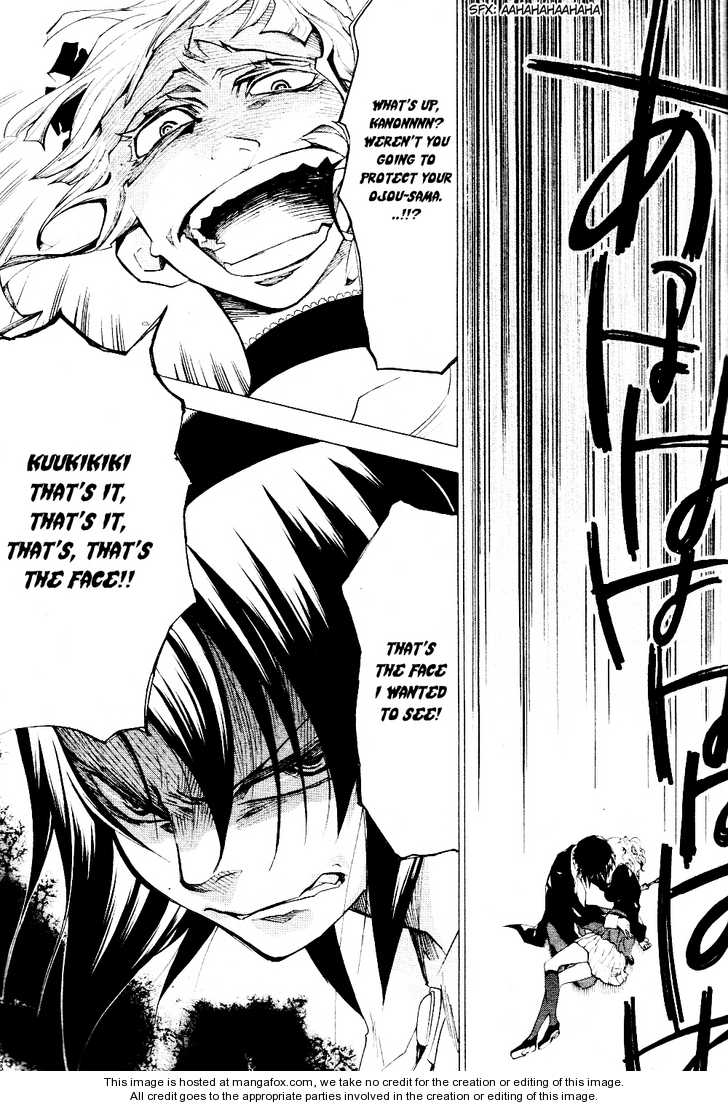 SFX: AAHAHAHAAHAHA
あはははははは
WHAT'S UP,
KANONNNN?
WEREN'T YOU
GOING TO
PROTECT YOUR
OJOU-SAMA.
..!!?
THAT'S
THE FACE
I WANTED
TO SEE!
KUUKIKIKI
THAT'S IT,
THAT'S IT,
THAT'S, THAT'S
THE FACE!!
This image is hosted at mangafox.com, we take no credit for the creation or editing of this image.
All credit goes to the appropriate parties involved in the creation or editing of this image.